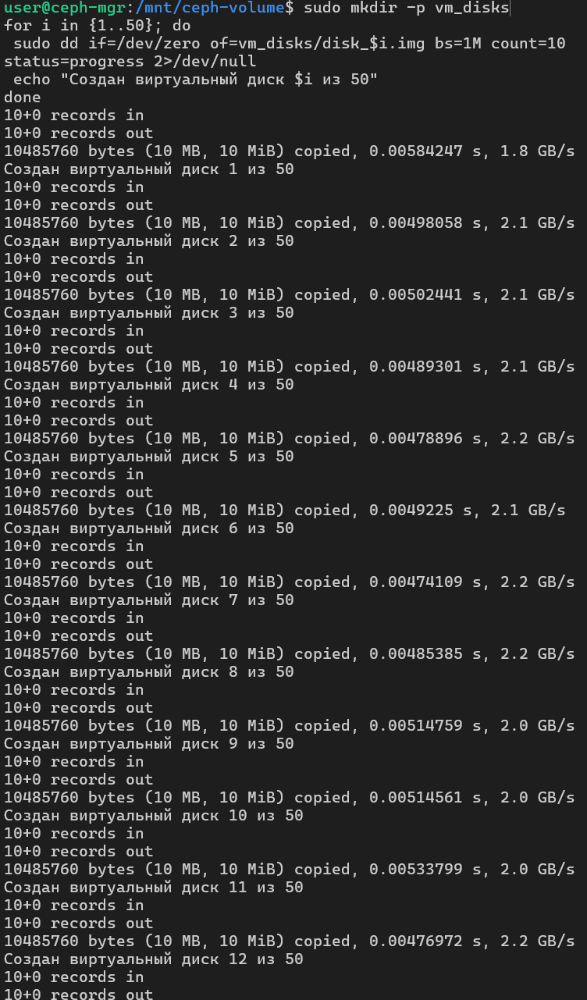 user@ceph-mgr:/mnt/ceph-volume$ sudo mkdir -p vm_disks
for i in {1..50}; do
 sudo dd if=/dev/zero of=vm_disks/disk_$i.img bs=1M count=10
status=progress 2>/dev/null
 echo "Создан виртуальный диск $i из 50"
done
10+0 records in
10+0 records out
10485760 bytes (10 MB, 10 MiB) copied, 0.00584247 s, 1.8 GB/s
Создан виртуальный диск 1 из 50
10+0 records in
10+0 records out
10485760 bytes (10 MB, 10 MiB) copied, 0.00498058 s, 2.1 GB/s
Создан виртуальный диск 2 из 50
10+0 records in
10+0 records out
10485760 bytes (10 MB, 10 MiB) copied, 0.00502441 s, 2.1 GB/s
Создан виртуальный диск 3 из 50
10+0 records in
10+0 records out
10485760 bytes (10 MB, 10 MiB) copied, 0.00489301 s, 2.1 GB/s
Создан виртуальный диск 4 из 50
10+0 records in
10+0 records out
10485760 bytes (10 MB, 10 MiB) copied, 0.00478896 s, 2.2 GB/s
Создан виртуальный диск 5 из 50
10+0 records in
10+0 records out
10485760 bytes (10 MB, 10 MiB) copied, 0.0049225 s, 2.1 GB/s
Создан виртуальный диск 6 из 50
10+0 records in
10+0 records out
10485760 bytes (10 MB, 10 MiB) copied, 0.00474109 s, 2.2 GB/s
Создан виртуальный диск 7 из 50
10+0 records in
10+0 records out
10485760 bytes (10 MB, 10 MiB) copied, 0.00485385 s, 2.2 GB/s
Создан виртуальный диск 8 из 50
10+0 records in
10+0 records out
10485760 bytes (10 MB, 10 MiB) copied, 0.00514759 s, 2.0 GB/s
Создан виртуальный диск 9 из 50
10+0 records in
10+0 records out
10485760 bytes (10 MB, 10 MiB) copied, 0.00514561 s, 2.0 GB/s
Создан виртуальный диск 10 из 50
10+0 records in
10+0 records out
10485760 bytes (10 MB, 10 MiB) copied, 0.00533799 s, 2.0 GB/s
Создан виртуальный диск 11 из 50
10+0 records in
10+0 records out
10485760 bytes (10 MB, 10 MiB) copied, 0.00476972 s, 2.2 GB/s
Создан виртуальный диск 12 из 50
10+0 records in
10+0 records out